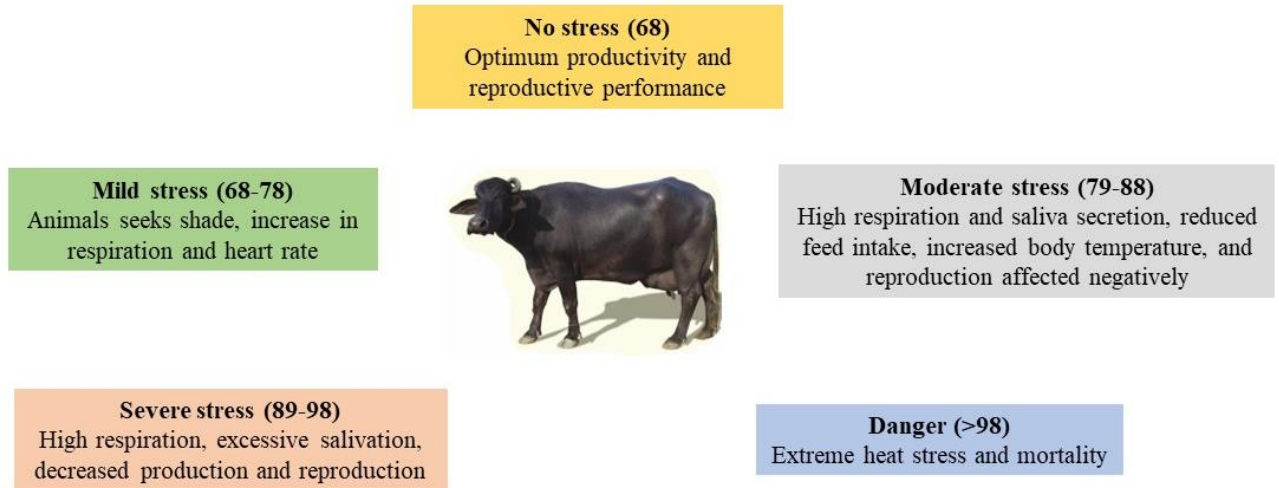 No stress (68)
Optimum productivity and
reproductive performance
Mild stress (68-78)
Animals seeks shade, increase in
respiration and heart rate
Moderate stress (79-88)
High respiration and saliva secretion, reduced
feed intake, increased body temperature, and
reproduction affected negatively
Severe stress (89-98)
High respiration, excessive salivation,
decreased production and reproduction
Danger (>98)
Extreme heat stress and mortality